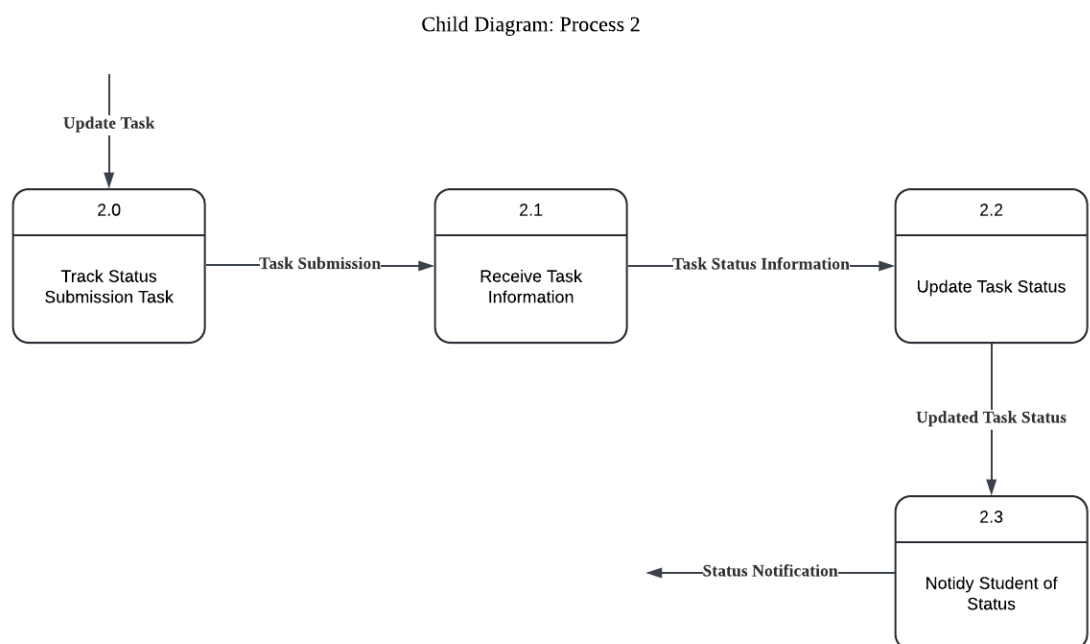 Child Diagram: Process 2
Update Task
2.0
Track Status
Submission Task
Task Submission
2.1
Receive Task
Information
Task Status Information
2.2
Update Task Status
Updated Task Status
2.3
Notidy Student of
Status
Status Notification